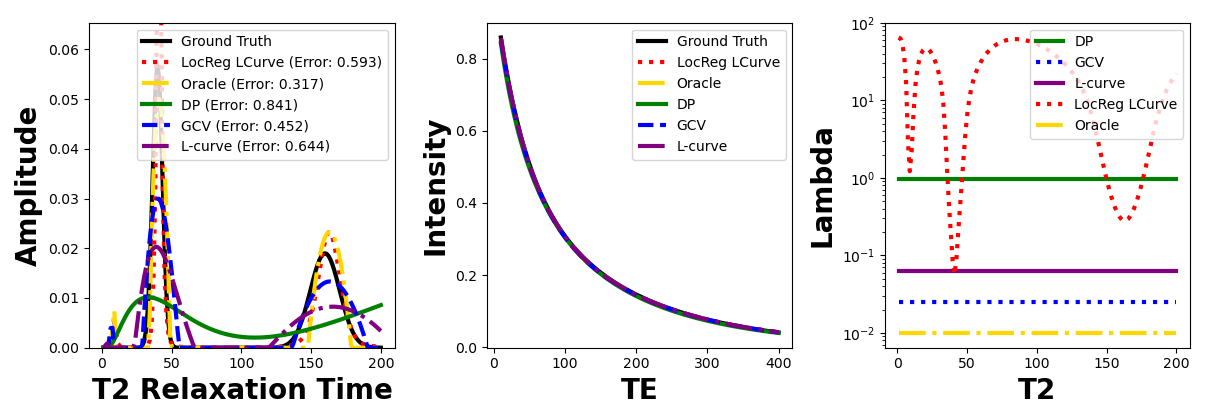 Amplitude
0.06
0.05
0.04
0.03
0.02
0.01
0.00
Ground Truth
LocReg LCurve (Error: 0.593)
Oracle (Error: 0.317)
DP (Error: 0.841)
GCV (Error: 0.452)
L-curve (Error: 0.644)
0 50 100 150 200
T2 Relaxation Time
Intensity
0.8
0.6
0.4
0.2
0.0
Ground Truth
LocReg LCurve
Oracle
DP
GCV
L-curve
0 100 200 300 400
TE
Lambda
10²
10¹
10⁰
10⁻¹
10⁻²
DP
GCV
L-curve
LocReg LCurve
Oracle
0 50 100 150 200
T2